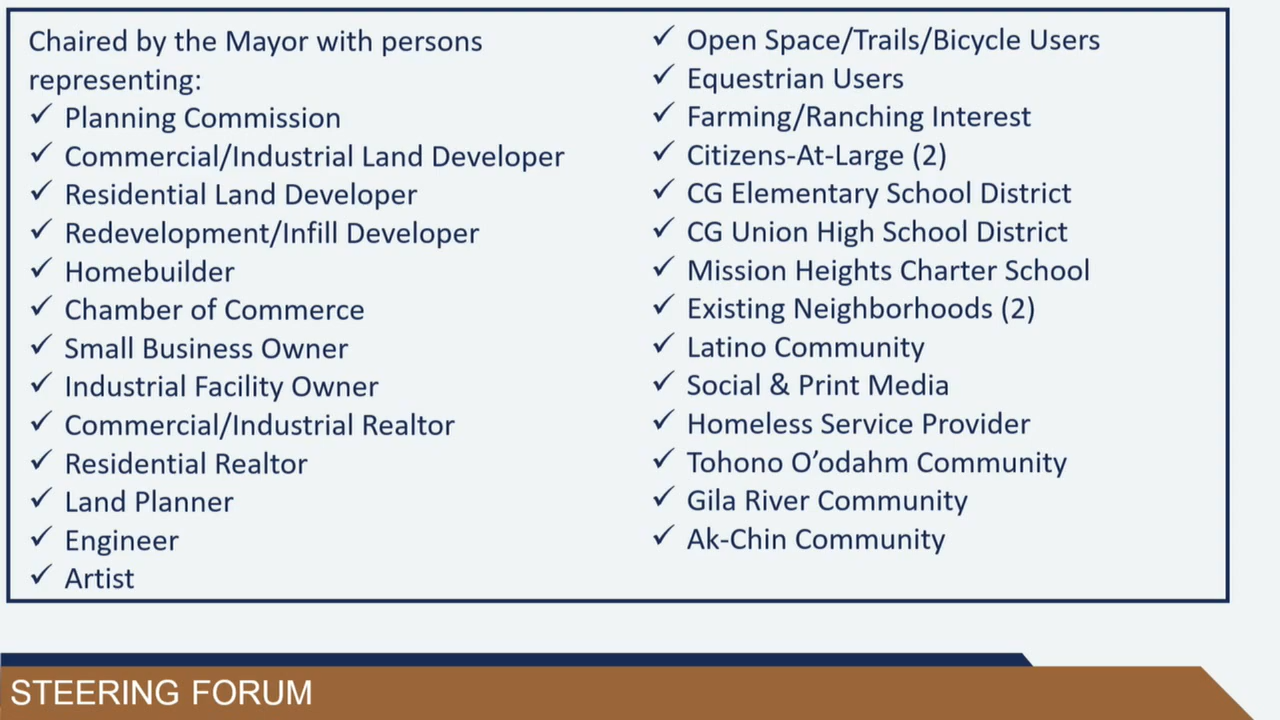 Chaired by the Mayor with persons
representing:
✓ Planning Commission
✓ Commercial/Industrial Land Developer
✓ Residential Land Developer
✓ Redevelopment/Infill Developer
✓ Homebuilder
✓ Chamber of Commerce
✓ Small Business Owner
✓ Industrial Facility Owner
✓ Commercial/Industrial Realtor
✓ Residential Realtor
✓ Land Planner
✓ Engineer
✓ Artist
✓ Open Space/Trails/Bicycle Users
✓ Equestrian Users
✓ Farming/Ranching Interest
✓ Citizens-At-Large (2)
✓ CG Elementary School District
✓ CG Union High School District
✓ Mission Heights Charter School
✓ Existing Neighborhoods (2)
✓ Latino Community
✓ Social & Print Media
✓ Homeless Service Provider
✓ Tohono O’odahm Community
✓ Gila River Community
✓ Ak-Chin Community
STEERING FORUM